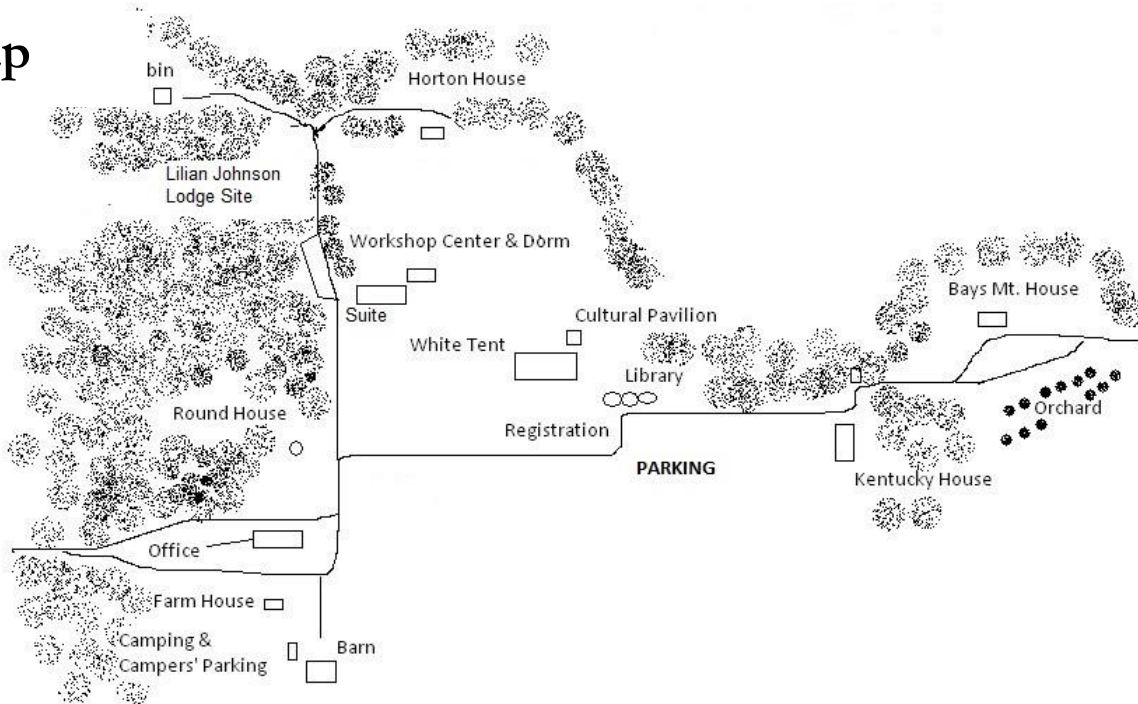 bin
Horton House
Lilian Johnson
Lodge Site
Workshop Center & Dorm
Suite
Cultural Pavilion
White Tent
Library
Bays Mt. House
Round House
Registration
Orchard
PARKING
Kentucky House
Office
Farm House
Camping &
Campers' Parking
Barn